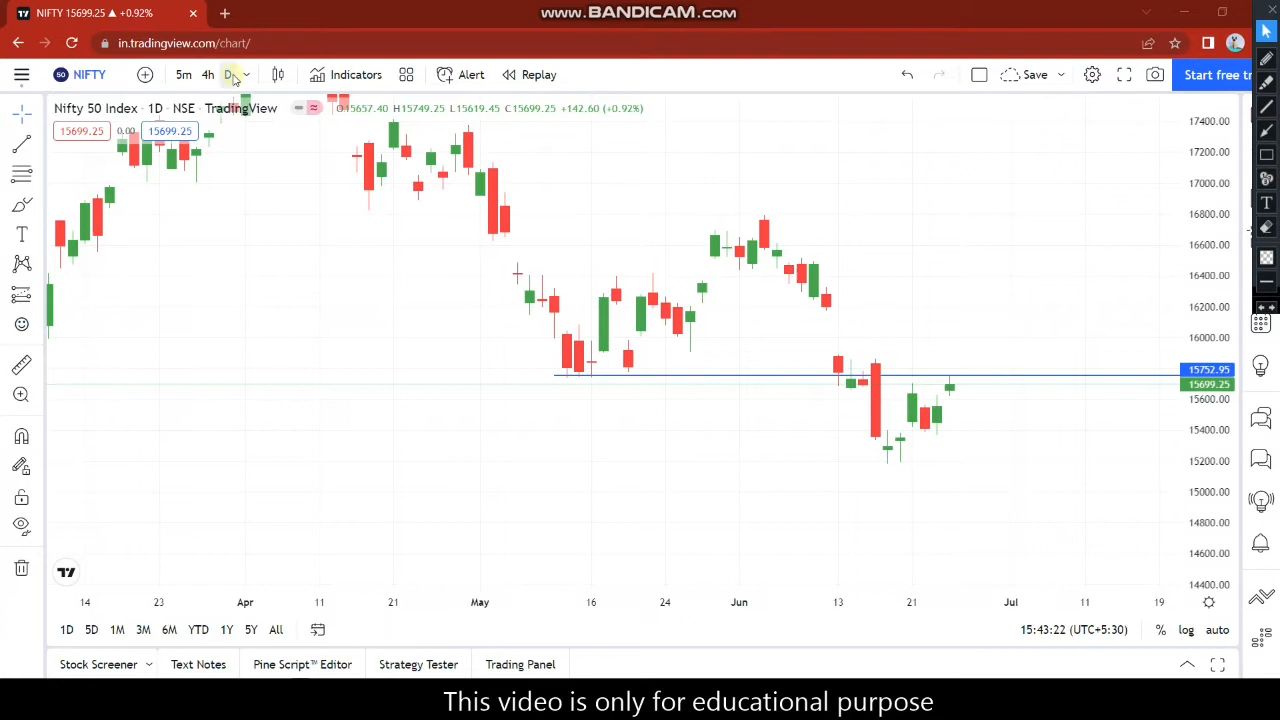 NIFTY 15699.25 ▲ +0.92%
www.BANDICAM.com
in.tradingview.com/chart/
50 NIFTY 5m 4h D Indicators Alert Replay Save Start free tr
Nifty 50 Index · 1D · NSE · TradingView O15657.40 H15749.25 L15619.45 C15699.25 +142.60 (+0.92%)
15699.25 0.00 15699.25
17400.00
17200.00
17000.00
16800.00
16600.00
16400.00
16200.00
16000.00
15752.95
15699.25
15600.00
15400.00
15200.00
15000.00
14800.00
14600.00
14400.00
14 23 Apr 11 21 May 16 24 Jun 13 21 Jul 11 19
1D 5D 1M 3M 6M YTD 1Y 5Y All 15:43:22 (UTC+5:30) % log auto
Stock Screener Text Notes Pine Script™ Editor Strategy Tester Trading Panel
This video is only for educational purpose